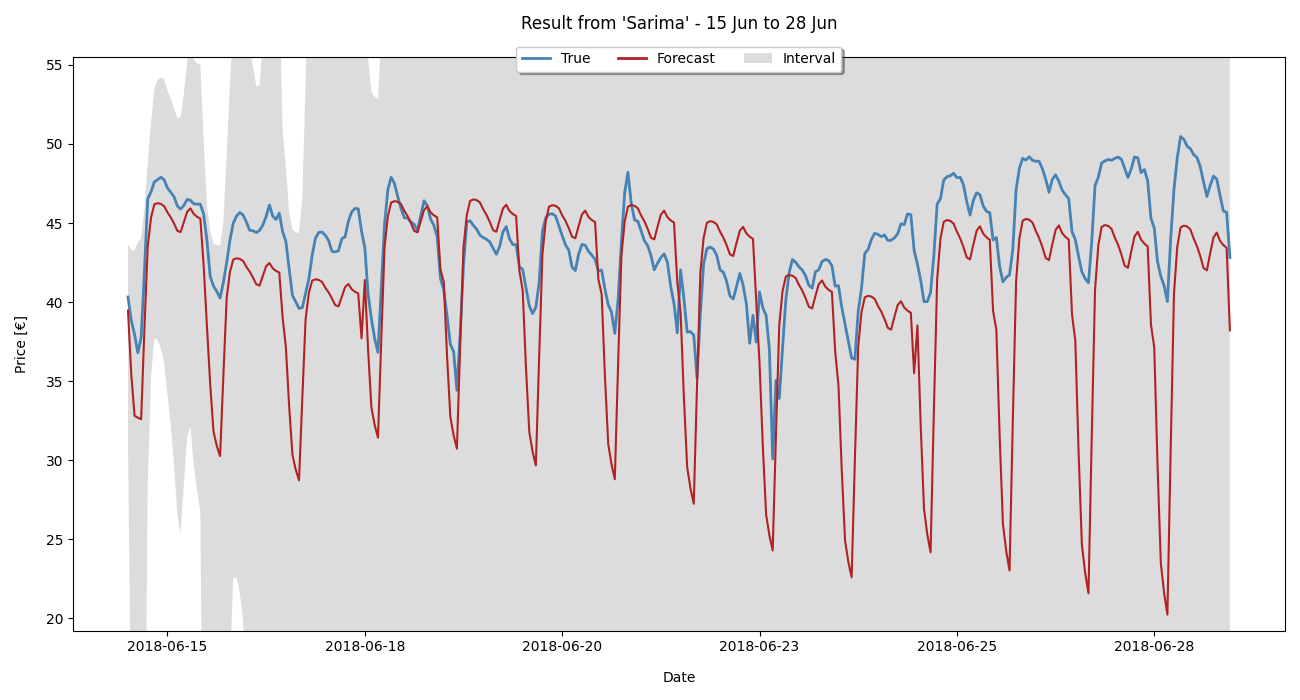 Result from 'Sarima' - 15 Jun to 28 Jun
True Forecast Interval
55
50
45
40
35
30
25
20
Price [€]
2018-06-15 2018-06-18 2018-06-20 2018-06-23 2018-06-25 2018-06-28
Date